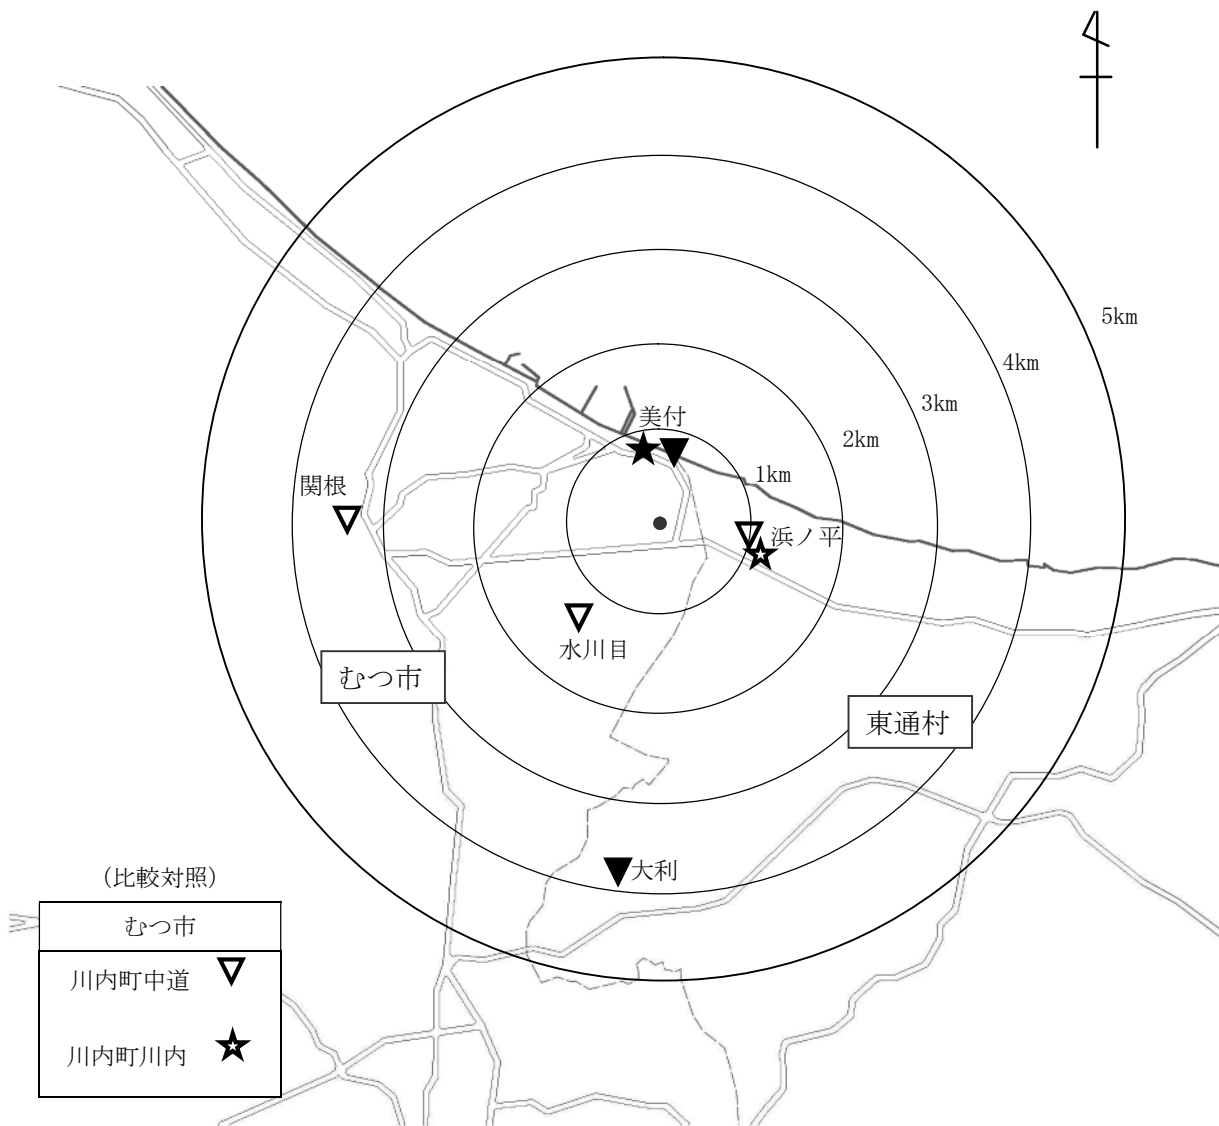 5km
4km
3km
2km
1km
美付
関根
浜ノ平
水川目
むつ市
東通村
大利
(比較対照)
むつ市
川内町中道
川内町川内